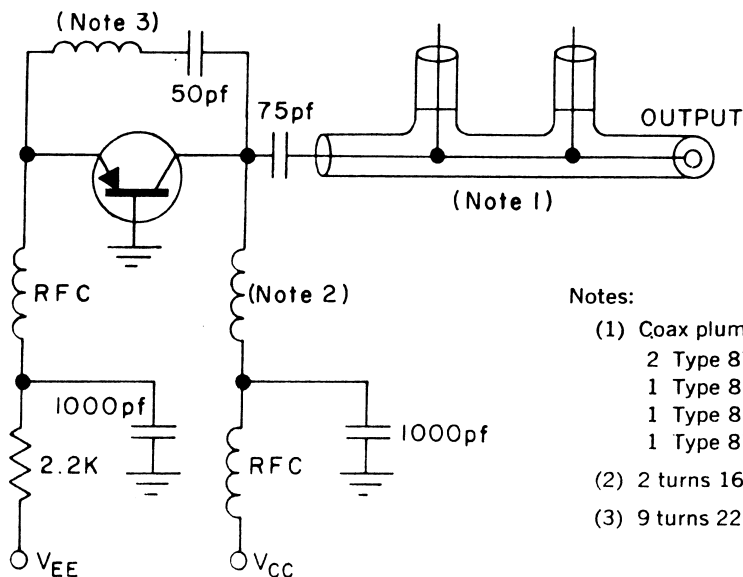 (Note 3)
50pf
75pf
OUTPUT
(Note 1)
RFC
(Note 2)
1000pf
1000pf
2.2K
RFC
VEE
VCC
Notes:
(1) Coax plum
2 Type 8
1 Type 8
1 Type 8
1 Type 8
(2) 2 turns 16
(3) 9 turns 22